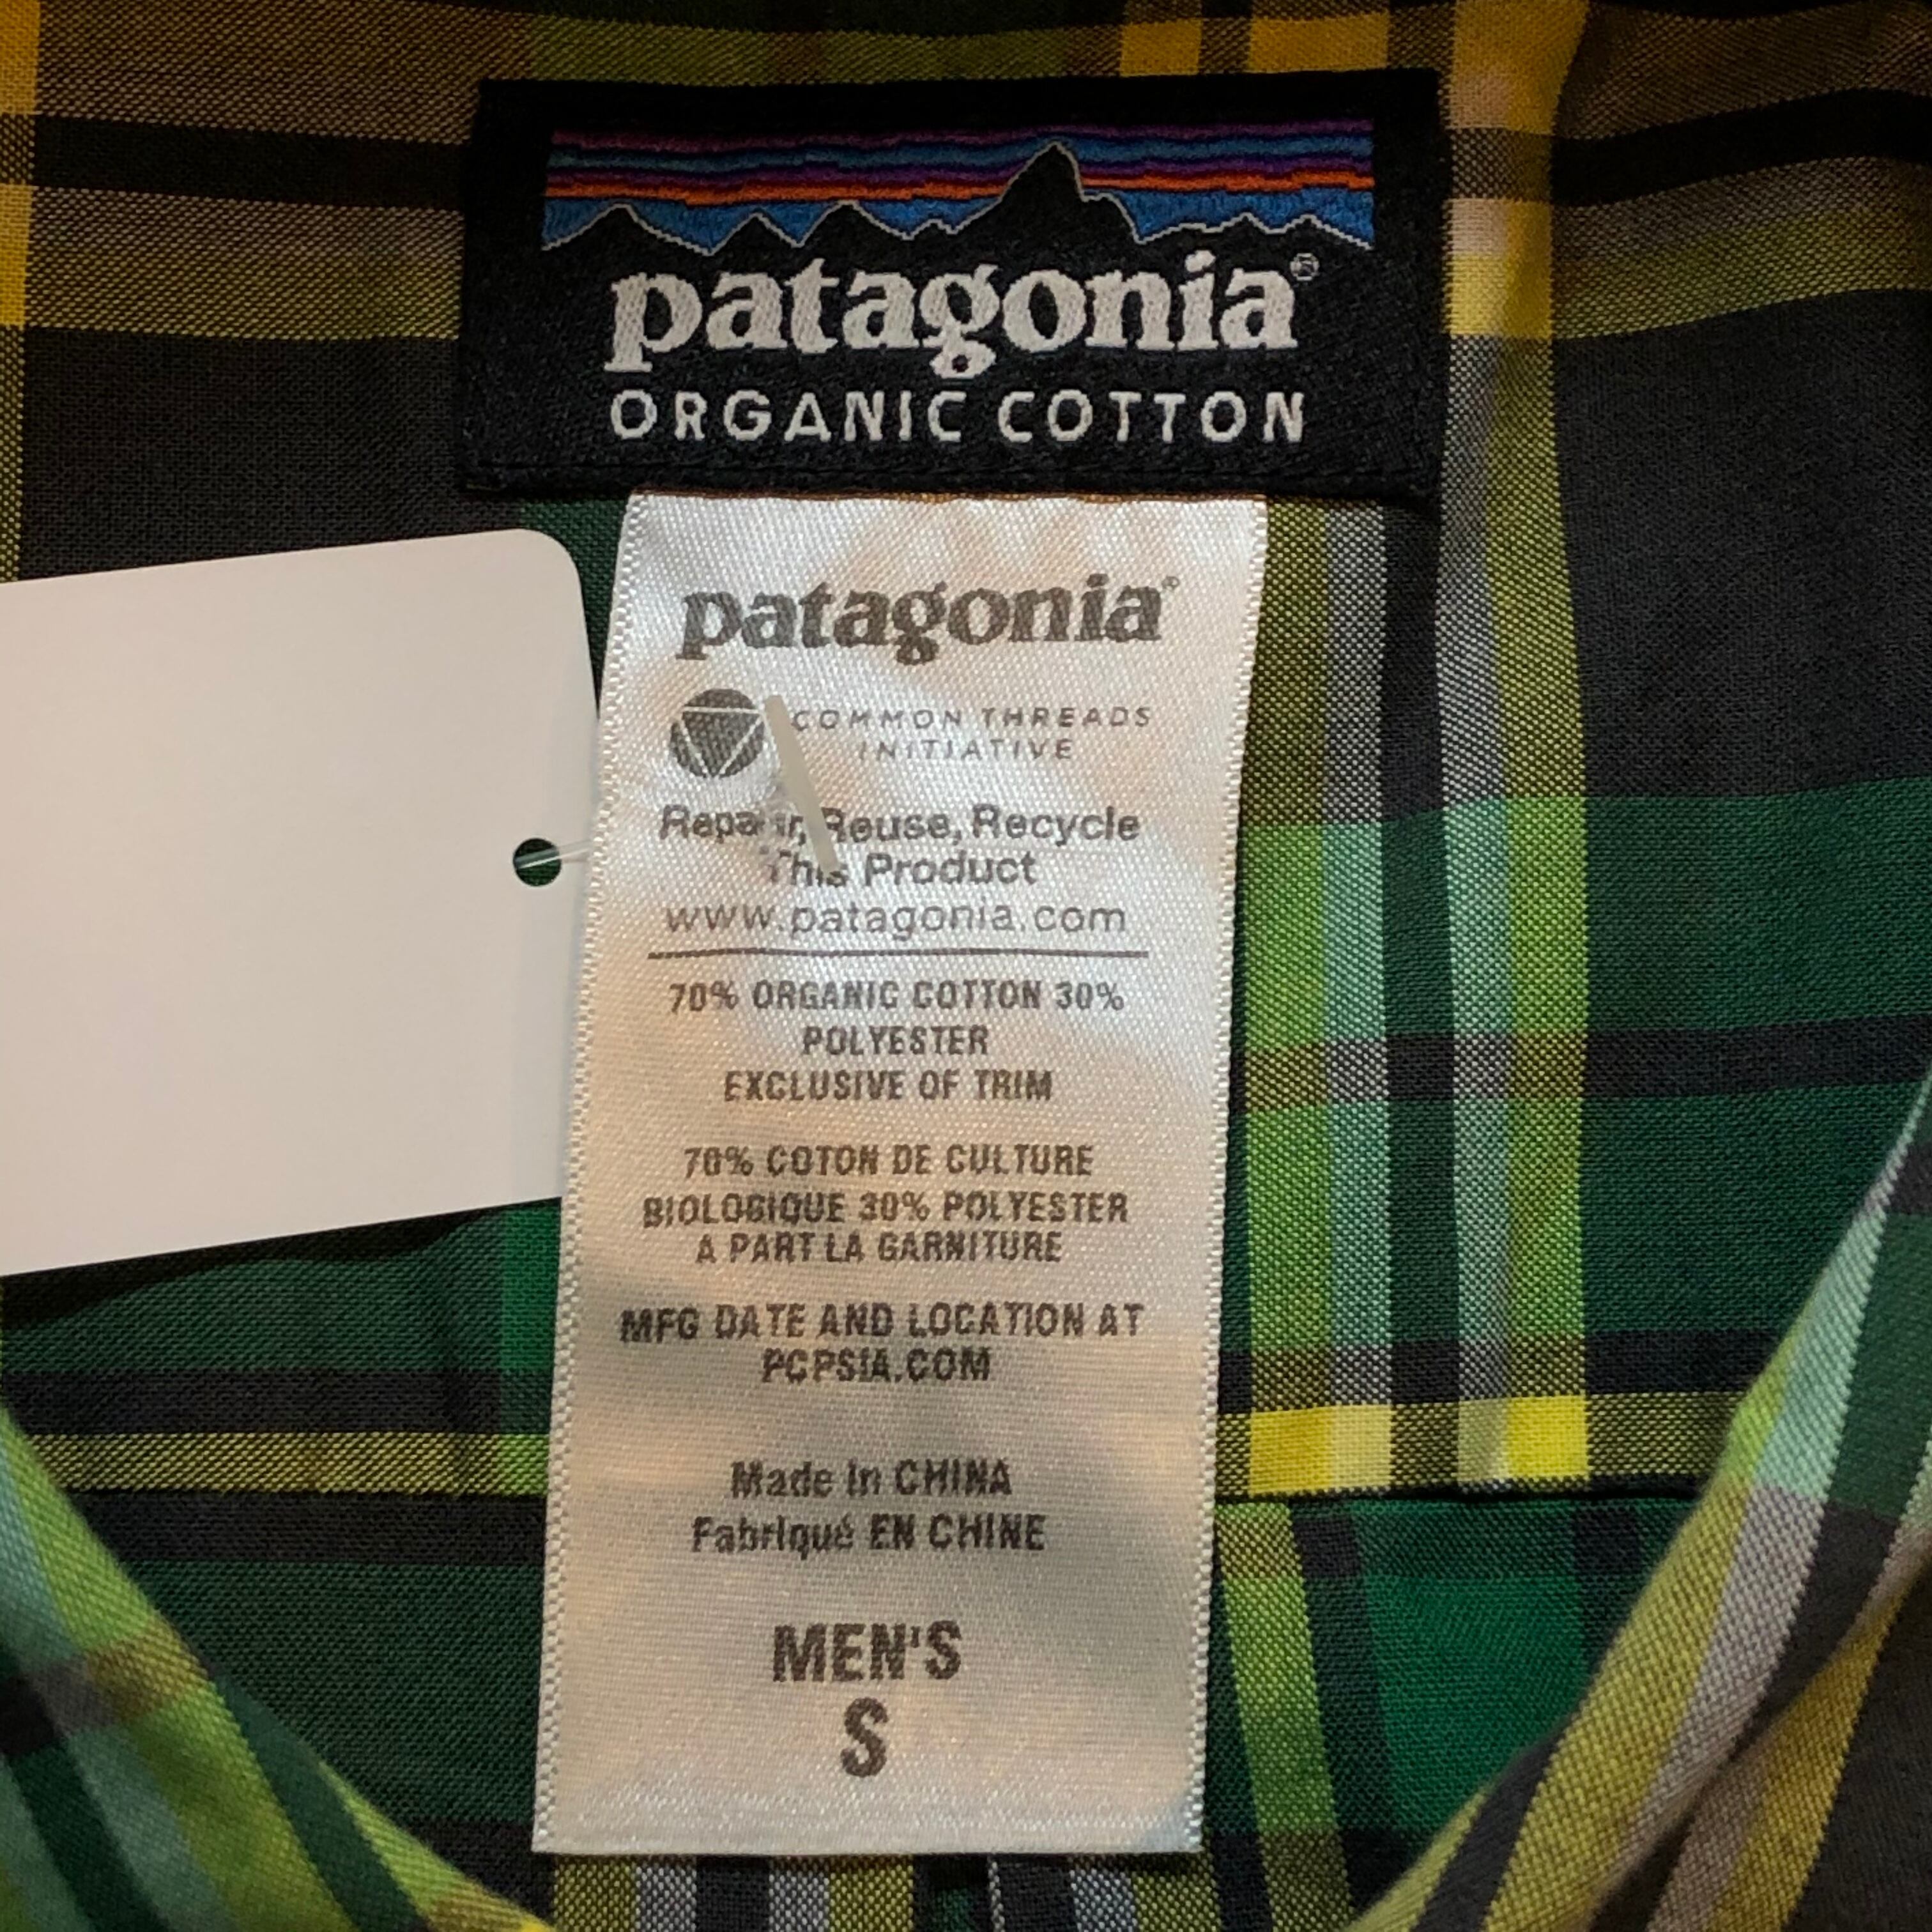 patagonia®
ORGANIC COTTON
patagonia®
COMMON THREADS
INITIATIVE
Repair, Reuse, Recycle
This Product
www.patagonia.com
70% ORGANIC COTTON 30%
POLYESTER
EXCLUSIVE OF TRIM
70% COTON DE CULTURE
BIOLOGIQUE 30% POLYESTER
A PART LA GARNITURE
MFG DATE AND LOCATION AT
PCPSIA.COM
Made in CHINA
Fabriqué EN CHINE
MEN'S
S